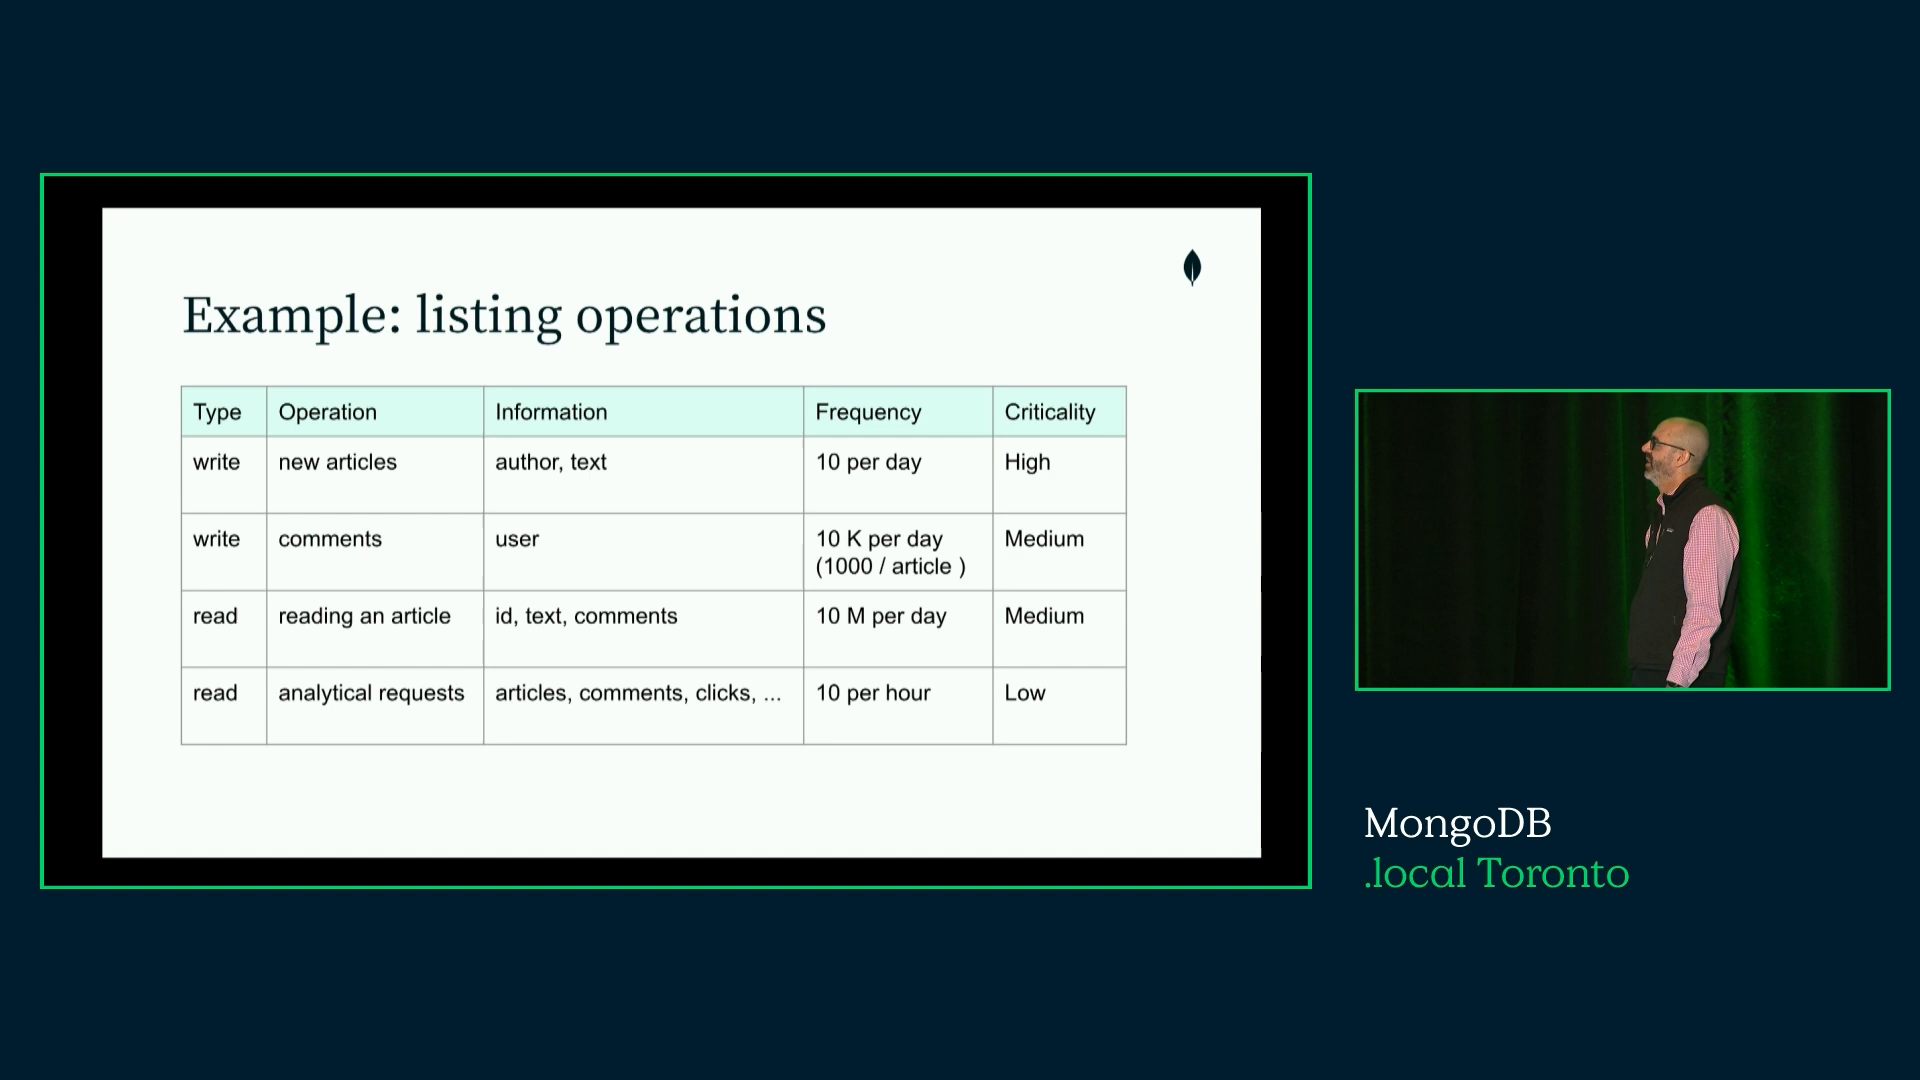 Example: listing operations
Type Operation Information Frequency Criticality
write new articles author, text 10 per day High
write comments user 10 K per day Medium
(1000 / article )
read reading an article id, text, comments 10 M per day Medium
read analytical requests articles, comments, clicks, ... 10 per hour Low
MongoDB
.local Toronto